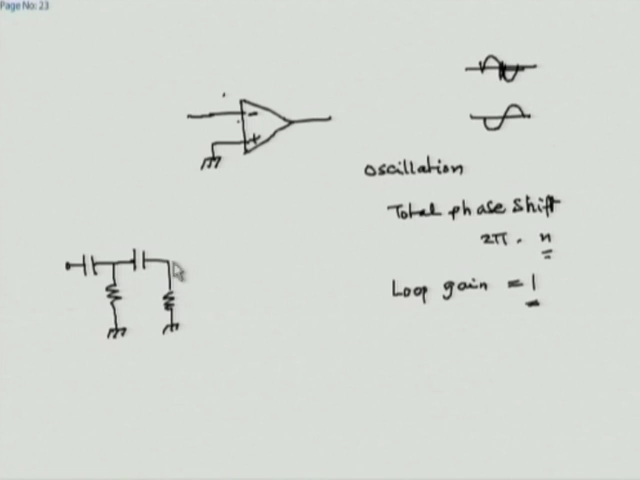 Page No: 23
-
+
oscillation
Total phase shift
2π . n
Loop gain = 1